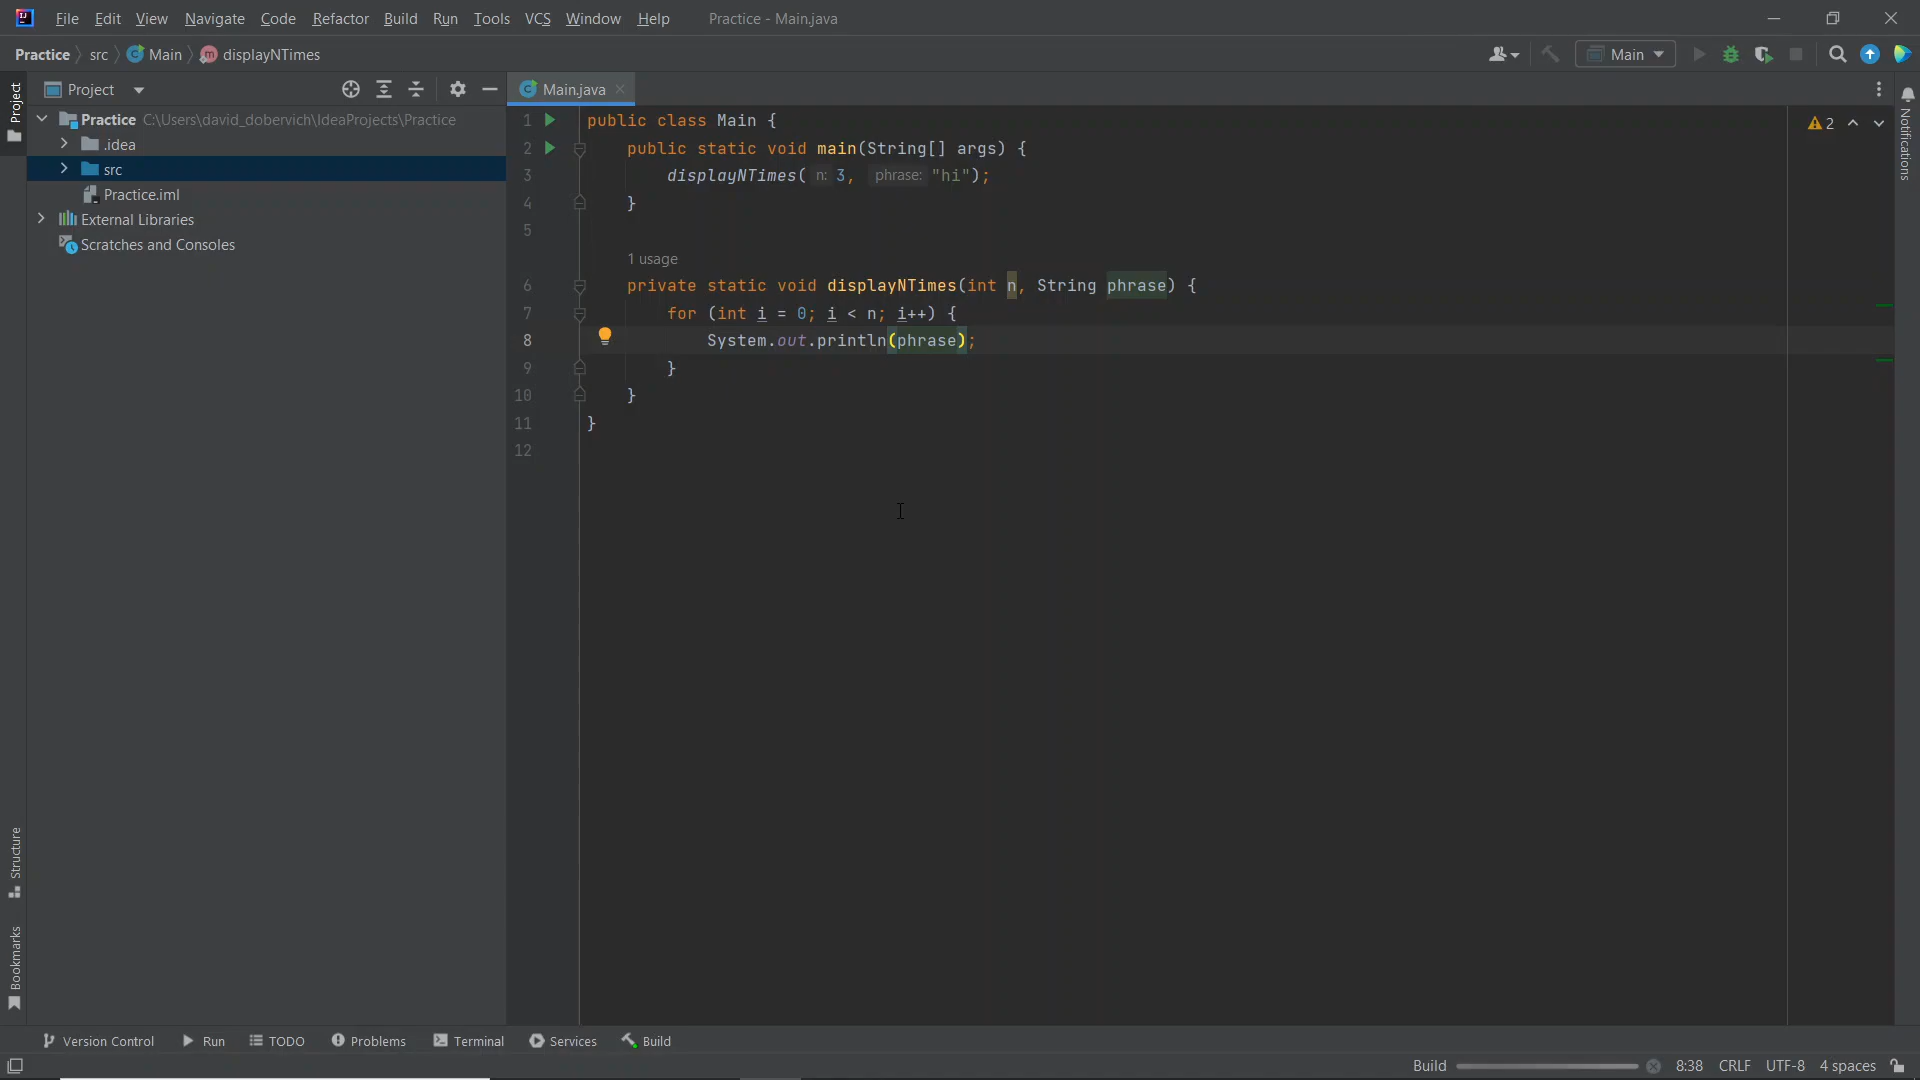 File Edit View Navigate Code Refactor Build Run Tools VCS Window Help Practice - Main.java
Practice src Main displayNTimes
Main
Project
Main.java
Practice C:\Users\david_dobervich\IdeaProjects\Practice
.idea
src
Practice.iml
External Libraries
Scratches and Consoles
Project
Structure
Bookmarks
1 public class Main {
2 public static void main(String[] args) {
3 displayNTimes( n: 3, phrase: "hi");
4 }
5
1 usage
6 private static void displayNTimes(int n, String phrase) {
7 for (int i = 0; i < n; i++) {
8 System.out.println(phrase);
9 }
10 }
11 }
12
2
Notifications
Version Control Run TODO Problems Terminal Services Build
Build 8:38 CRLF UTF-8 4 spaces